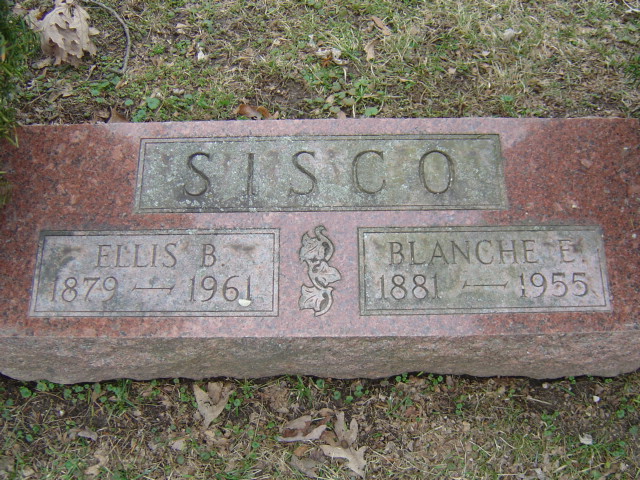 SISCO
ELLIS B.
1879 — 1961
BLANCHE E.
1881 — 1955